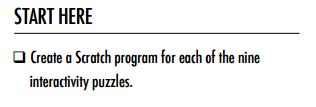 START HERE
❑ Create a Scratch program for each of the nine
interactivity puzzles.